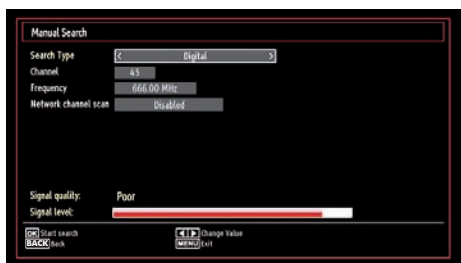 Manual Search
Search Type < Digital >
Channel 45
Frequency 666.00 MHz
Network channel scan Disabled
Signal quality: Poor
Signal level:
OK Start search ◀ ▶ Change Value
BACK Back MENU Exit